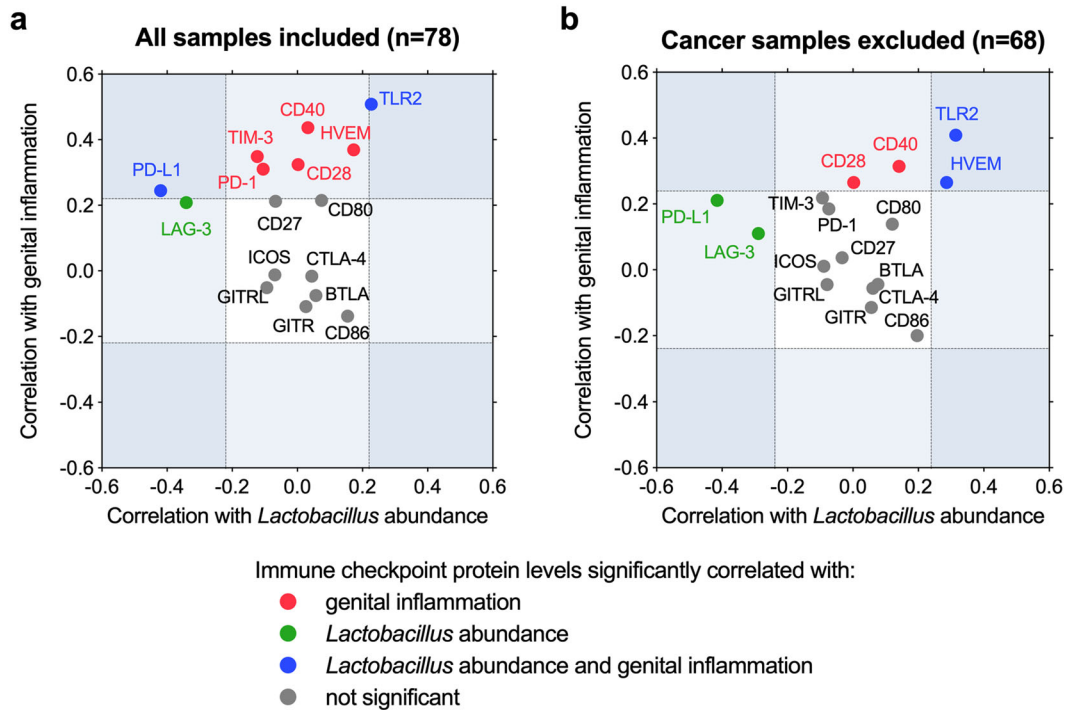 a
All samples included (n=78)
Correlation with genital inflammation
0.6
0.4
0.2
0.0
-0.2
-0.4
-0.6
TLR2
CD40
TIM-3
HVEM
PD-L1
PD-1
CD28
LAG-3
CD27
CD80
ICOS
CTLA-4
GITRL
BTLA
GITR
CD86
-0.6
-0.4
-0.2
0.0
0.2
0.4
0.6
Correlation with Lactobacillus abundance
b
Cancer samples excluded (n=68)
Correlation with genital inflammation
0.6
0.4
0.2
0.0
-0.2
-0.4
-0.6
TLR2
CD40
CD28
HVEM
TIM-3
PD-L1
PD-1
CD80
LAG-3
CD27
ICOS
BTLA
GITRL
CTLA-4
GITR
CD86
-0.6
-0.4
-0.2
0.0
0.2
0.4
0.6
Correlation with Lactobacillus abundance
Immune checkpoint protein levels significantly correlated with:
genital inflammation
Lactobacillus abundance
Lactobacillus abundance and genital inflammation
not significant